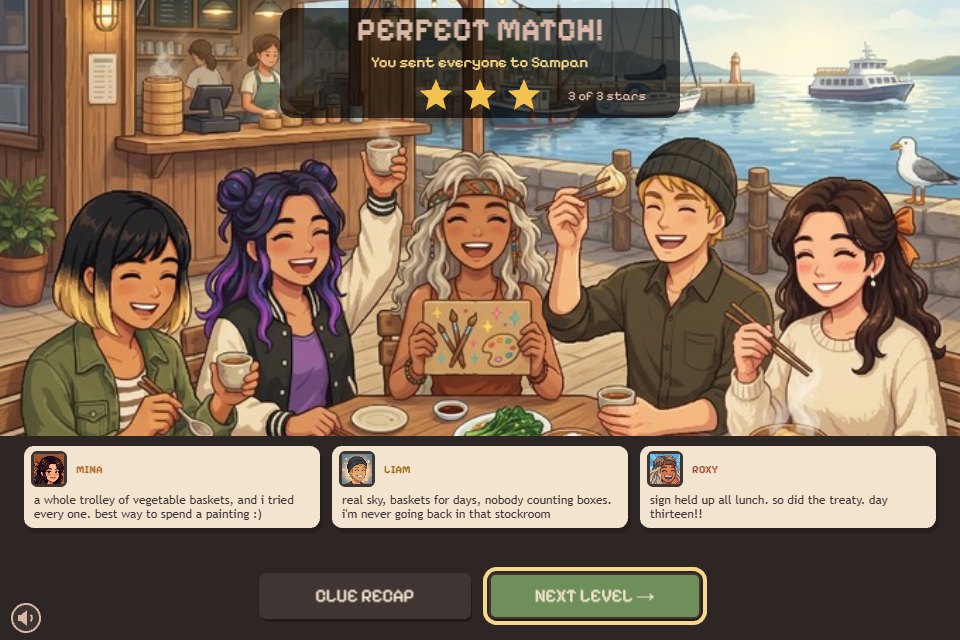 PERFECT MATCH!
You sent everyone to Sampan
3 of 3 stars
MINA
a whole trolley of vegetable baskets, and i tried
every one. best way to spend a painting :)
LIAM
real sky, baskets for days, nobody counting boxes.
i'm never going back in that stockroom
ROXY
sign held up all lunch. so did the treaty. day
thirteen!!
CLUE RECAP
NEXT LEVEL →